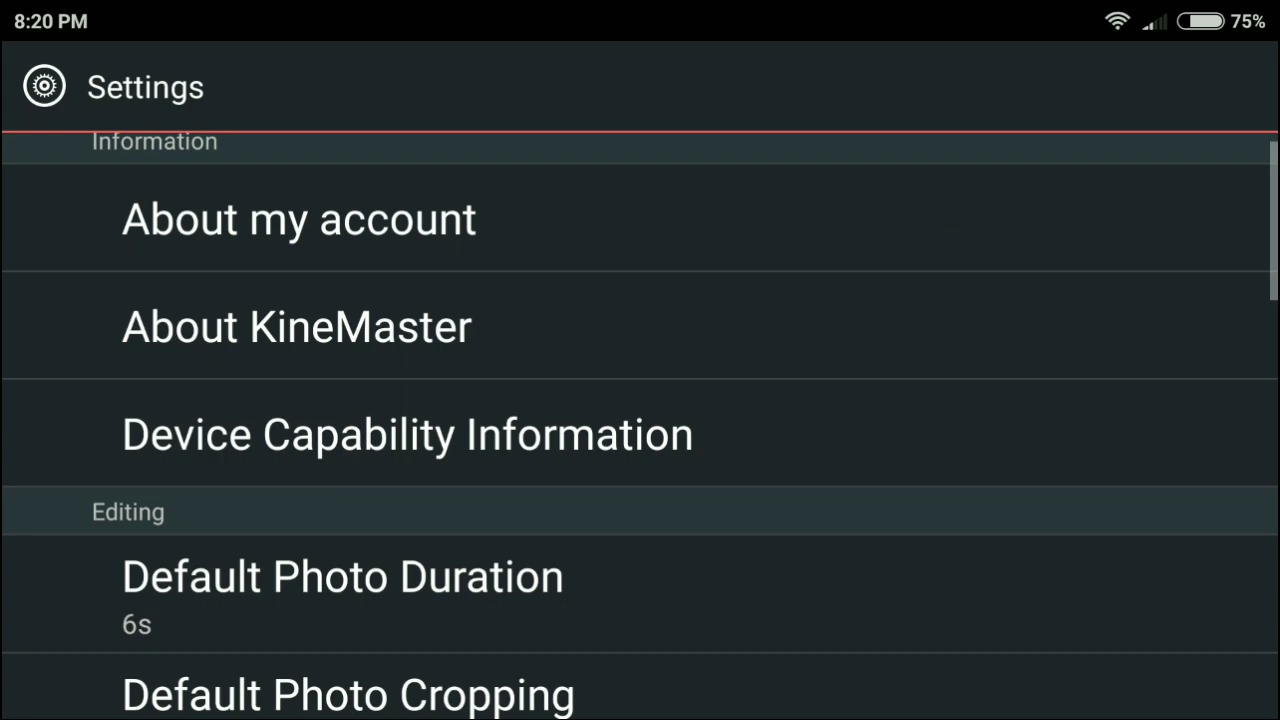 8:20 PM 75%
Settings
Information
About my account
About KineMaster
Device Capability Information
Editing
Default Photo Duration
6s
Default Photo Cropping